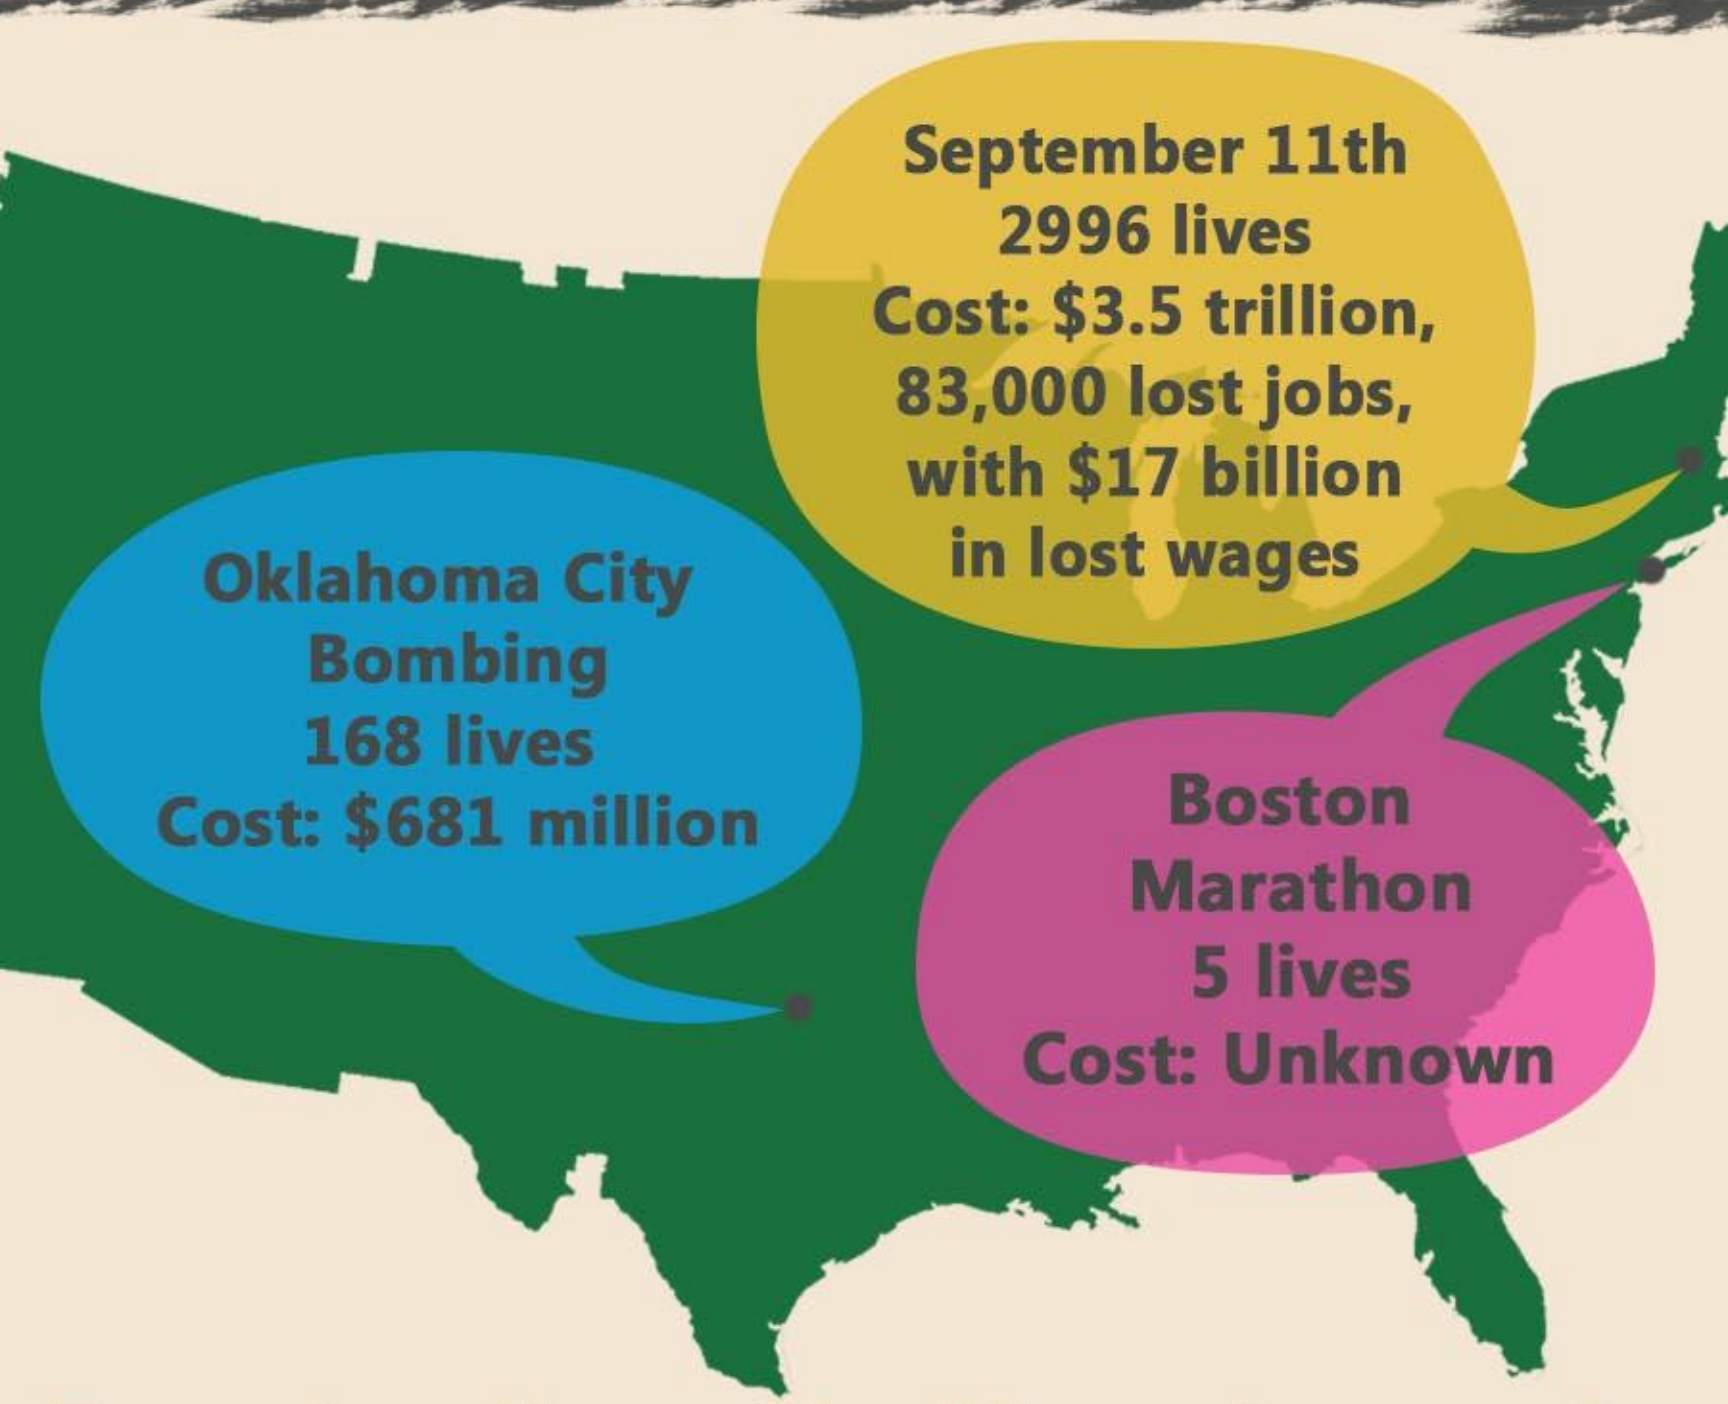 September 11th
2996 lives
Cost: $3.5 trillion,
83,000 lost jobs,
with $17 billion
in lost wages
Oklahoma City
Bombing
168 lives
Cost: $681 million
Boston
Marathon
5 lives
Cost: Unknown